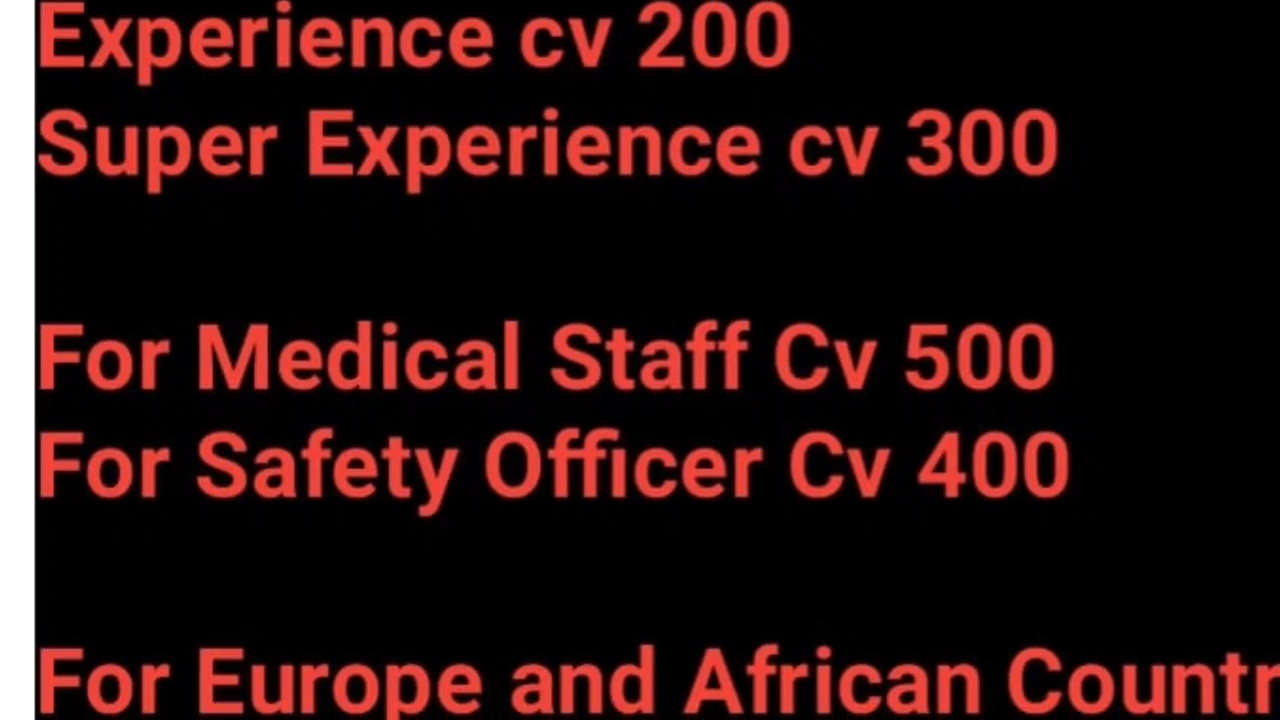 Experience cv 200
Super Experience cv 300
For Medical Staff Cv 500
For Safety Officer Cv 400
For Europe and African